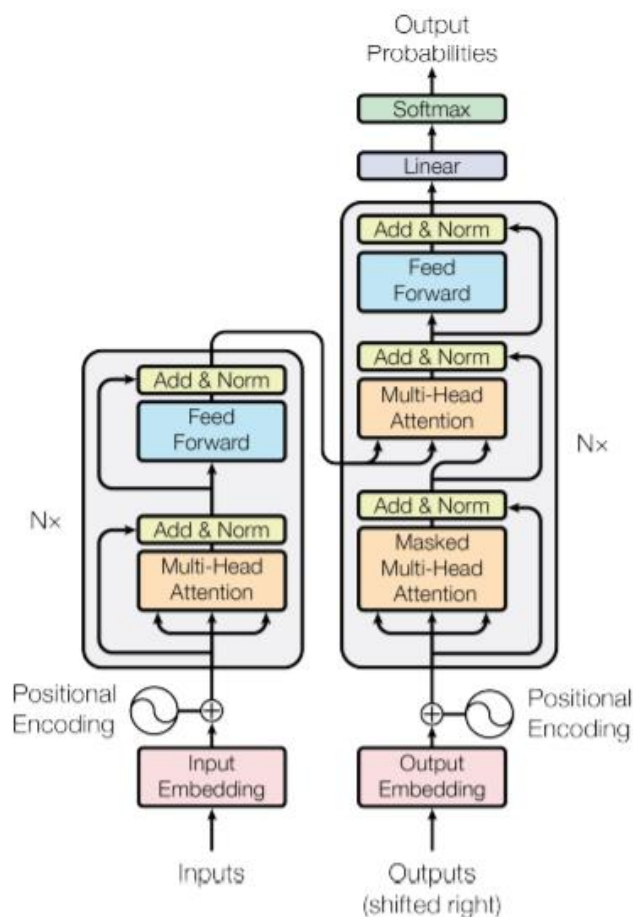 Output
Probabilities
Softmax
Linear
Add & Norm
Feed
Forward
Add & Norm
Multi-Head
Attention
Add & Norm
Masked
Multi-Head
Attention
N×
Add & Norm
Feed
Forward
Add & Norm
Multi-Head
Attention
N×
Positional
Encoding
Input
Embedding
Inputs
Positional
Encoding
Output
Embedding
Outputs
(shifted right)